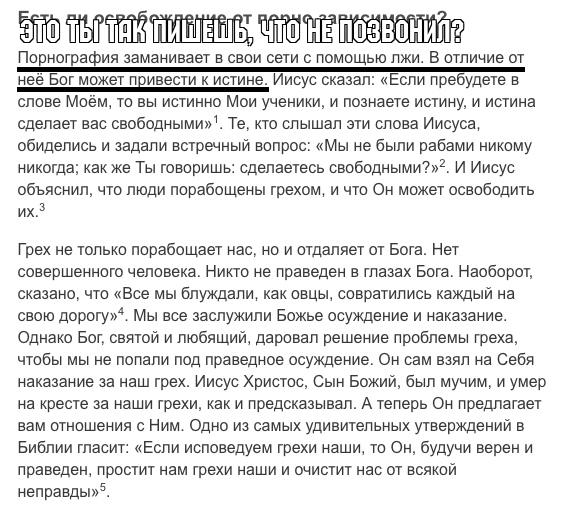 Есть ли освобождение от порно зависимости?
ЭТО ТЫ ТАК ПИШЕШЬ, ЧТО НЕ ПОЗВОНИЛ?
Порнография заманивает в свои сети с помощью лжи. В отличие от
неё Бог может привести к истине. Иисус сказал: «Если пребудете в
слове Моём, то вы истинно Мои ученики, и познаете истину, и истина
сделает вас свободными»¹. Те, кто слышал эти слова Иисуса,
обиделись и задали встречный вопрос: «Мы не были рабами никому
никогда; как же Ты говоришь: сделаетесь свободными?»². И Иисус
объяснил, что люди порабощены грехом, и что Он может освободить
их.³
Грех не только порабощает нас, но и отдаляет от Бога. Нет
совершенного человека. Никто не праведен в глазах Бога. Наоборот,
сказано, что «Все мы блуждали, как овцы, совратились каждый на
свою дорогу»⁴. Мы все заслужили Божье осуждение и наказание.
Однако Бог, святой и любящий, даровал решение проблемы греха,
чтобы мы не попали под праведное осуждение. Он сам взял на Себя
наказание за наш грех. Иисус Христос, Сын Божий, был мучим, и умер
на кресте за наши грехи, как и предсказывал. А теперь Он предлагает
вам отношения с Ним. Одно из самых удивительных утверждений в
Библии гласит: «Если исповедуем грехи наши, то Он, будучи верен и
праведен, простит нам грехи наши и очистит нас от всякой
неправды»⁵.